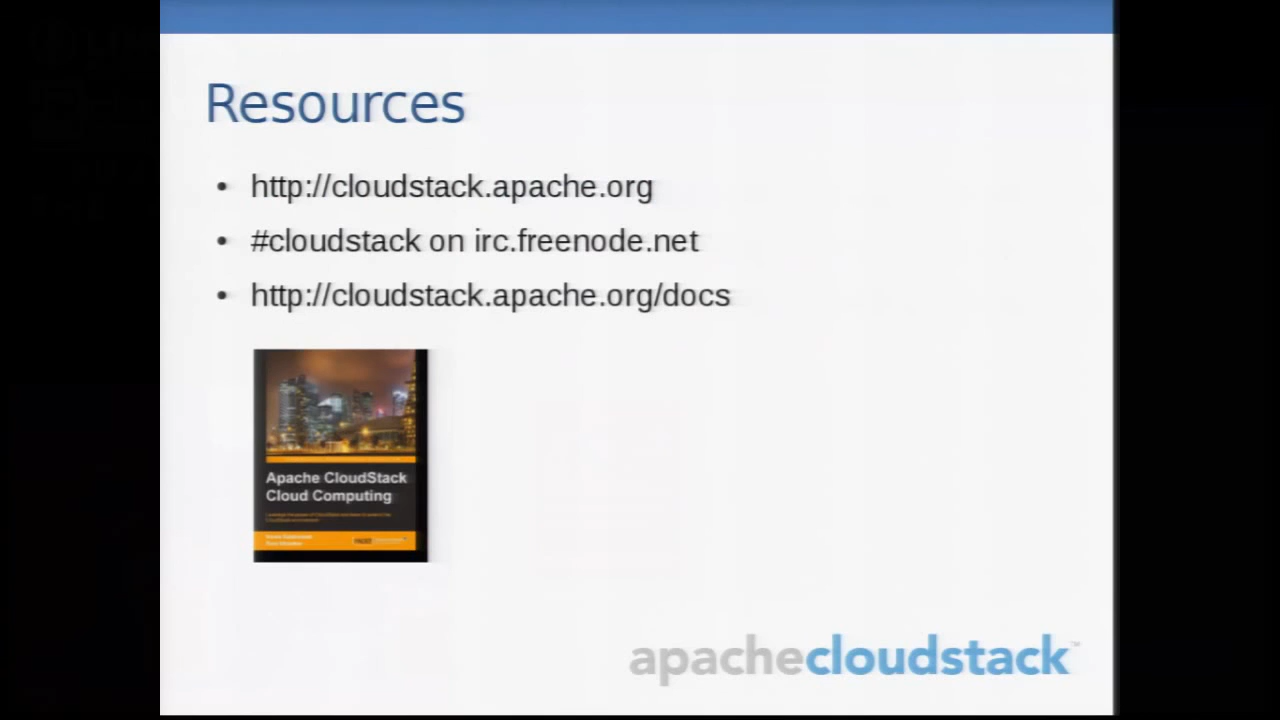 Resources
• http://cloudstack.apache.org
• #cloudstack on irc.freenode.net
• http://cloudstack.apache.org/docs
Apache CloudStack
Cloud Computing
apachecloudstack™